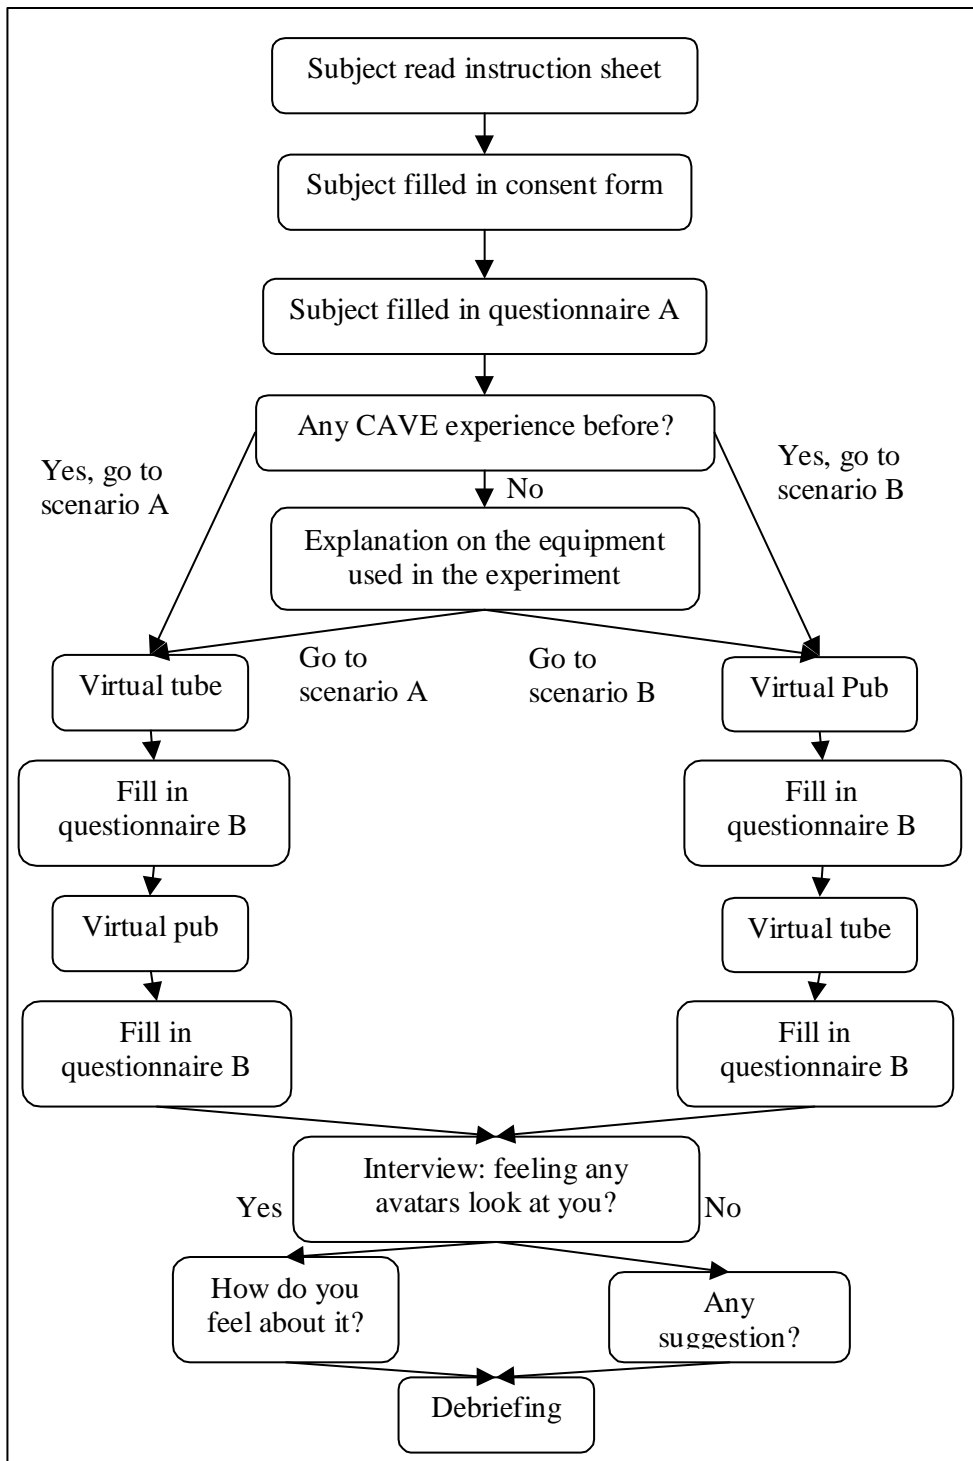 Subject read instruction sheet
Subject filled in consent form
Subject filled in questionnaire A
Any CAVE experience before?
Yes, go to
scenario A
Yes, go to
scenario B
No
Explanation on the equipment
used in the experiment
Go to
scenario A
Go to
scenario B
Virtual tube
Virtual Pub
Fill in
questionnaire B
Fill in
questionnaire B
Virtual pub
Virtual tube
Fill in
questionnaire B
Fill in
questionnaire B
Interview: feeling any
avatars look at you?
Yes
No
How do you
feel about it?
Any
suggestion?
Debriefing